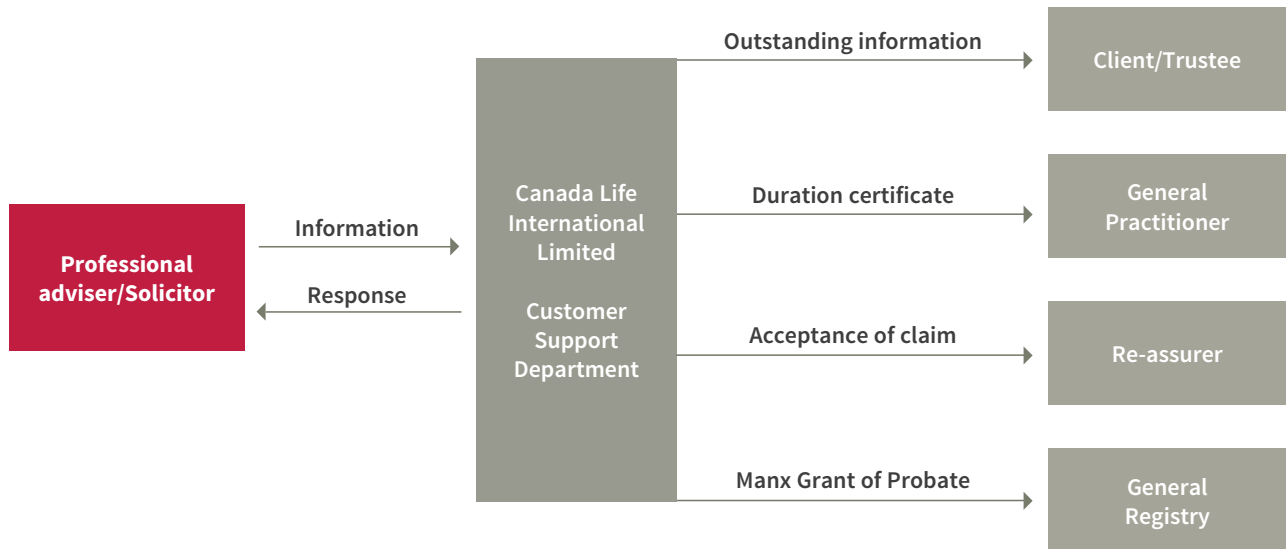 Professional
adviser/Solicitor
Information
Response
Canada Life
International
Limited
Customer
Support
Department
Outstanding information
Client/Trustee
Duration certificate
General
Practitioner
Acceptance of claim
Re-assurer
Manx Grant of Probate
General
Registry